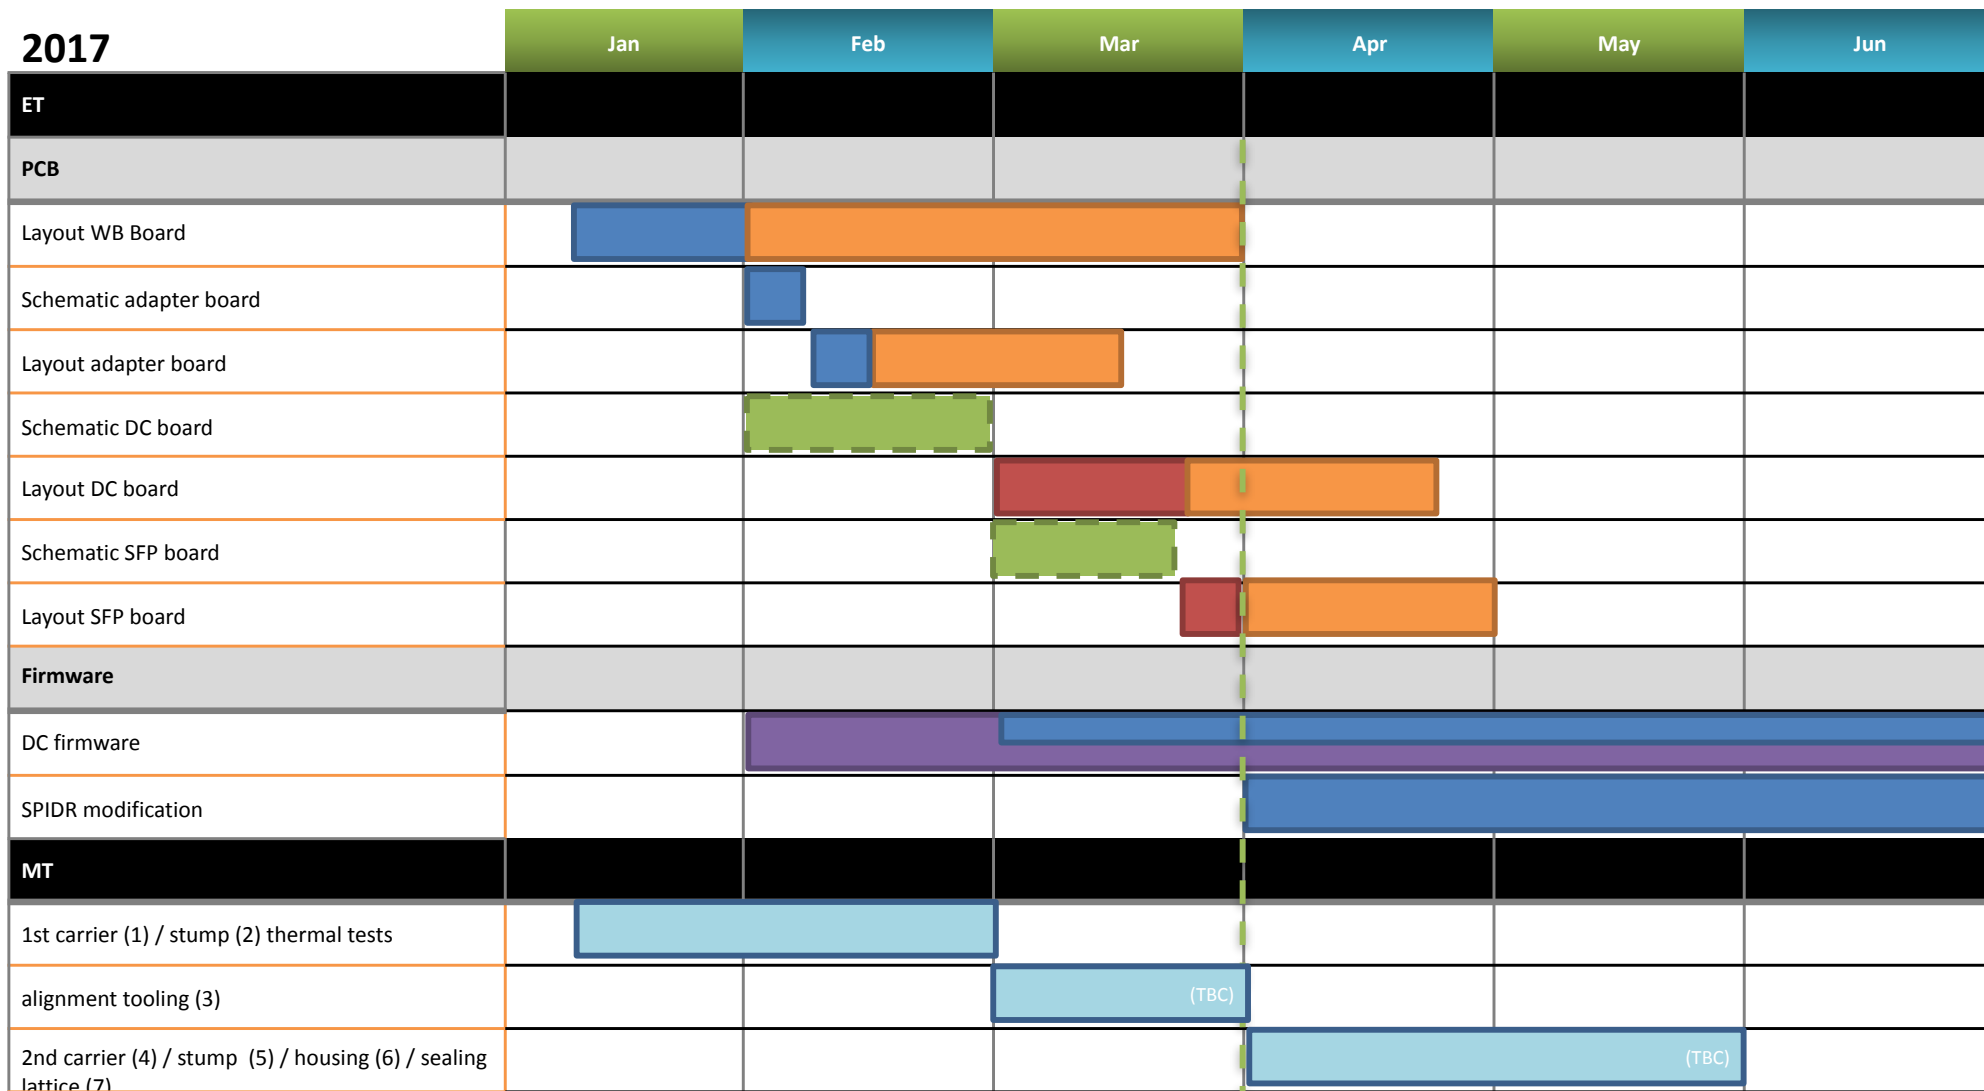 2017
Jan
Feb
Mar
Apr
May
Jun
ET
PCB
Layout WB Board
Schematic adapter board
Layout adapter board
Schematic DC board
Layout DC board
Schematic SFP board
Layout SFP board
Firmware
DC firmware
SPIDR modification
MT
1st carrier (1) / stump (2) thermal tests
alignment tooling (3)
(TBC)
2nd carrier (4) / stump (5) / housing (6) / sealing
lattice (7)
(TBC)